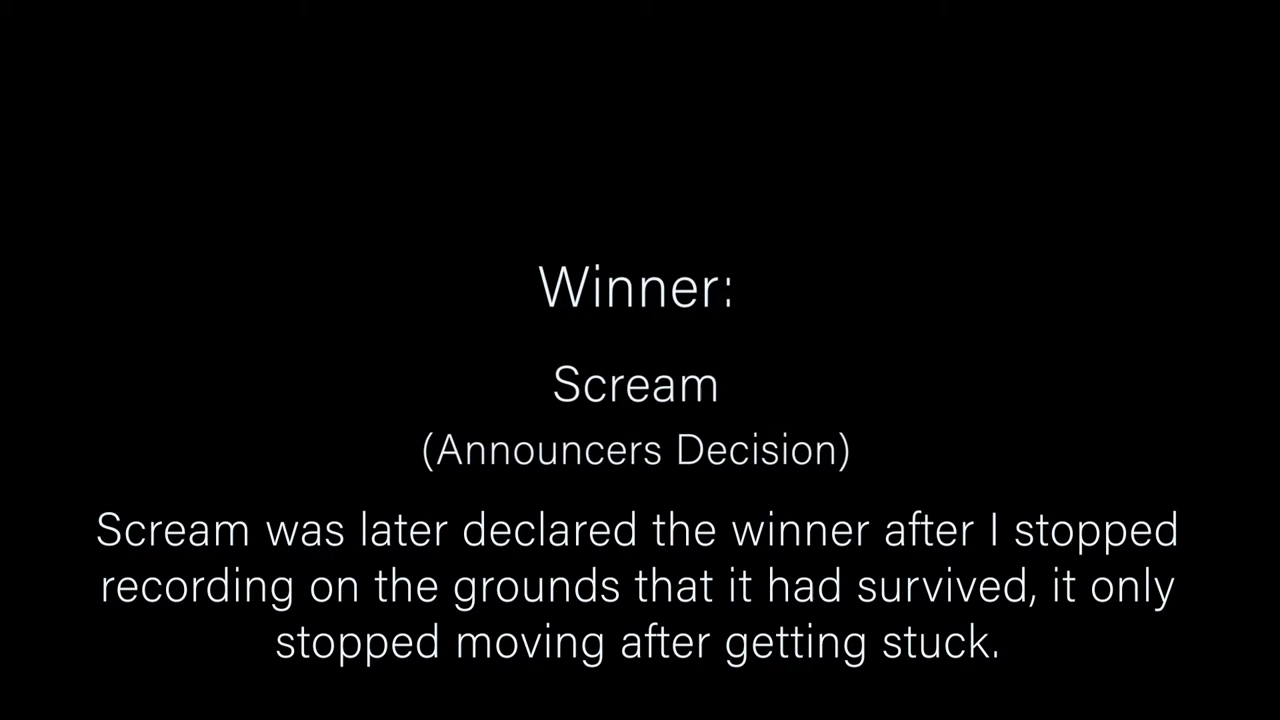 Winner:
Scream
(Announcers Decision)
Scream was later declared the winner after I stopped
recording on the grounds that it had survived, it only
stopped moving after getting stuck.